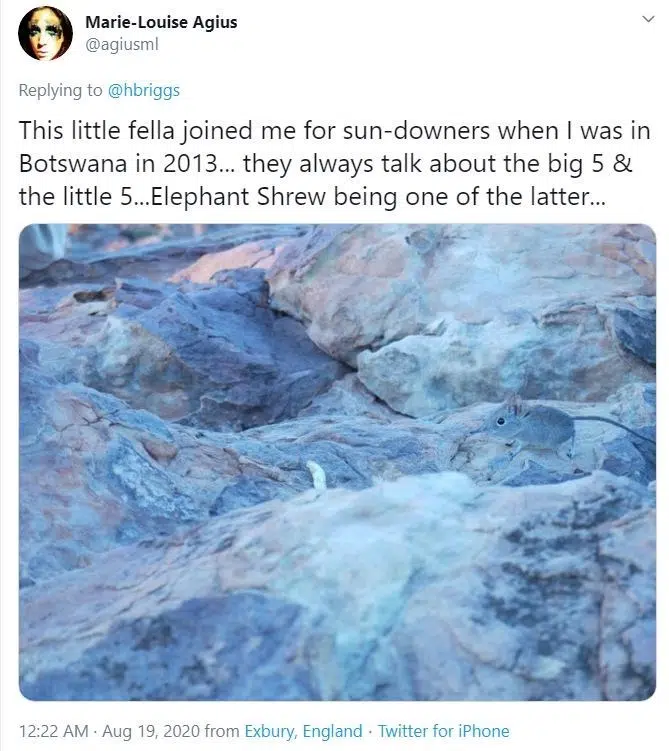 Marie-Louise Agius
@agiusml
Replying to @hbriggs
This little fella joined me for sun-downers when I was in
Botswana in 2013... they always talk about the big 5 &
the little 5...Elephant Shrew being one of the latter...
12:22 AM · Aug 19, 2020 from Exbury, England · Twitter for iPhone